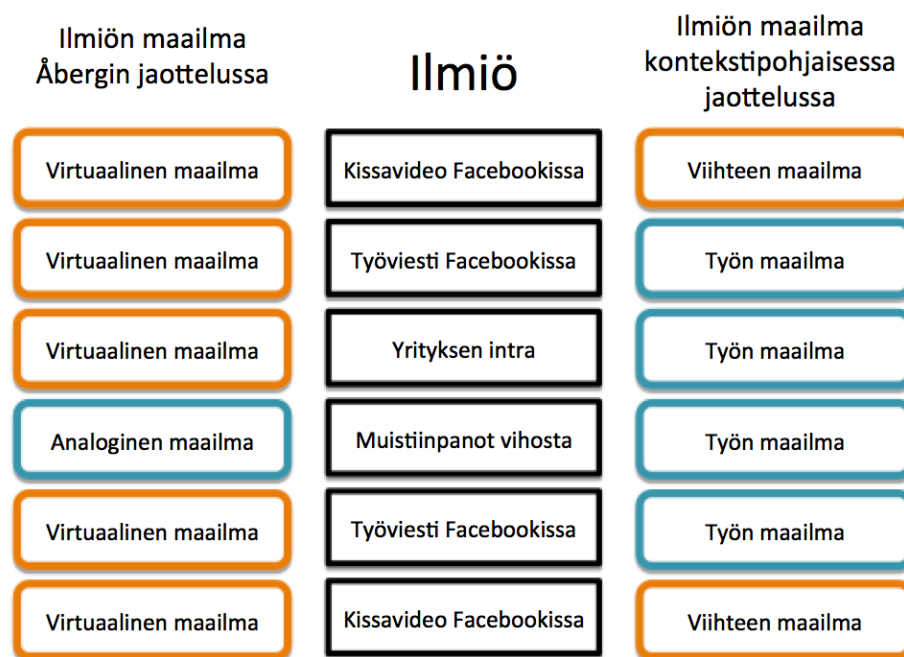 Ilmiön maailma
Åbergin jaottelussa
Ilmiö
Ilmiön maailma
kontekstipohjaisessa
jaottelussa
Virtuaalinen maailma
Kissavideo Facebookissa
Viihteen maailma
Virtuaalinen maailma
Työviesti Facebookissa
Työn maailma
Virtuaalinen maailma
Yrityksen intra
Työn maailma
Analoginen maailma
Muistiinpanot vihosta
Työn maailma
Virtuaalinen maailma
Työviesti Facebookissa
Työn maailma
Virtuaalinen maailma
Kissavideo Facebookissa
Viihteen maailma